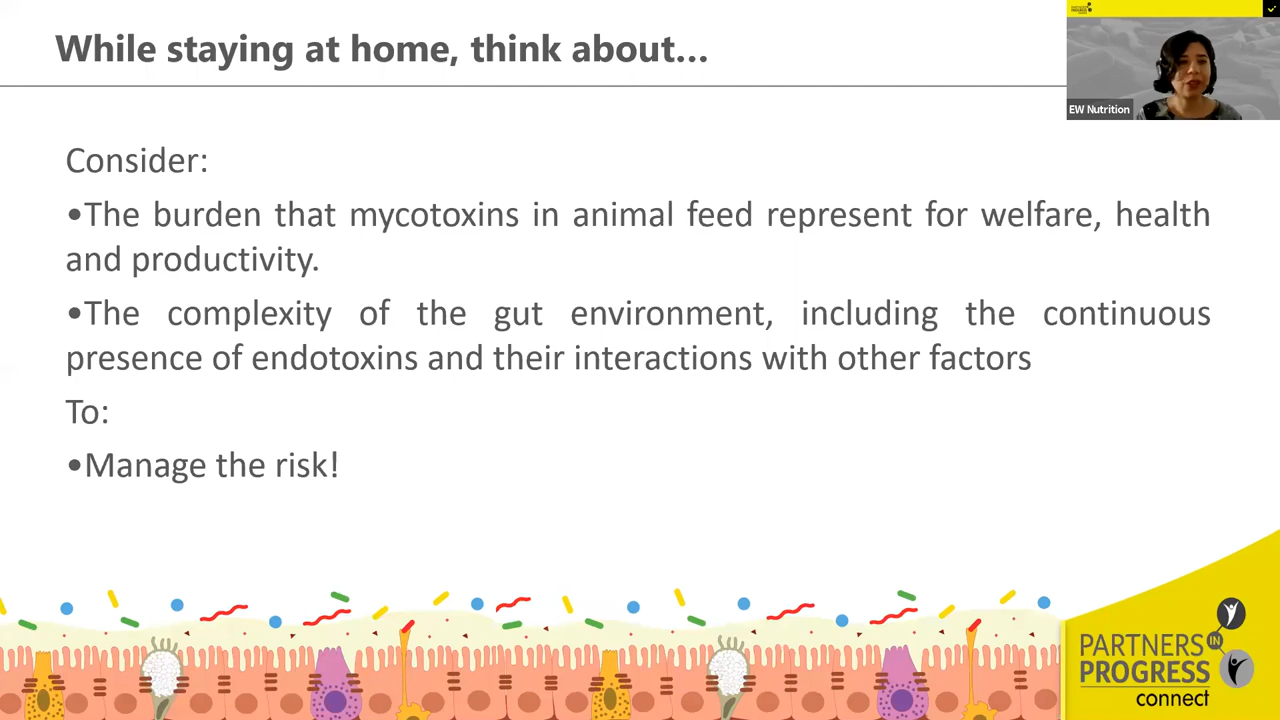 While staying at home, think about...
EW Nutrition
Consider:
•The burden that mycotoxins in animal feed represent for welfare, health
and productivity.
•The complexity of the gut environment, including the continuous
presence of endotoxins and their interactions with other factors
To:
•Manage the risk!
PARTNERS IN
PROGRESS
connect